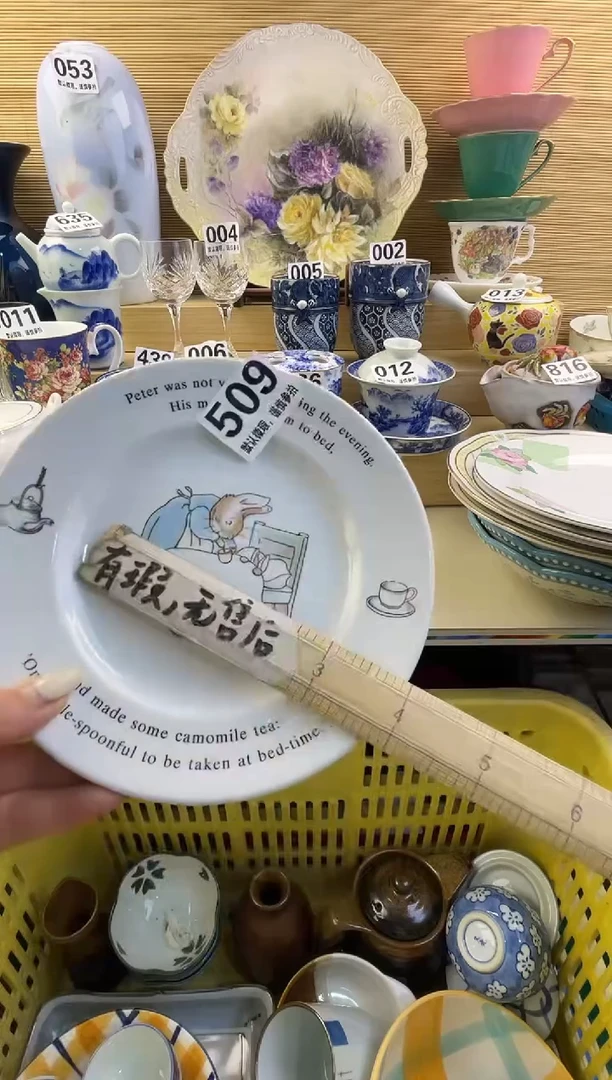 053
635
004
005
002
011
013
439
006
012
816
Peter was not
His
ing the evening.
to bed.
509
有瑕,无售后
3
4
5
6
made some camomile tea:
spoonful to be taken at bed-time